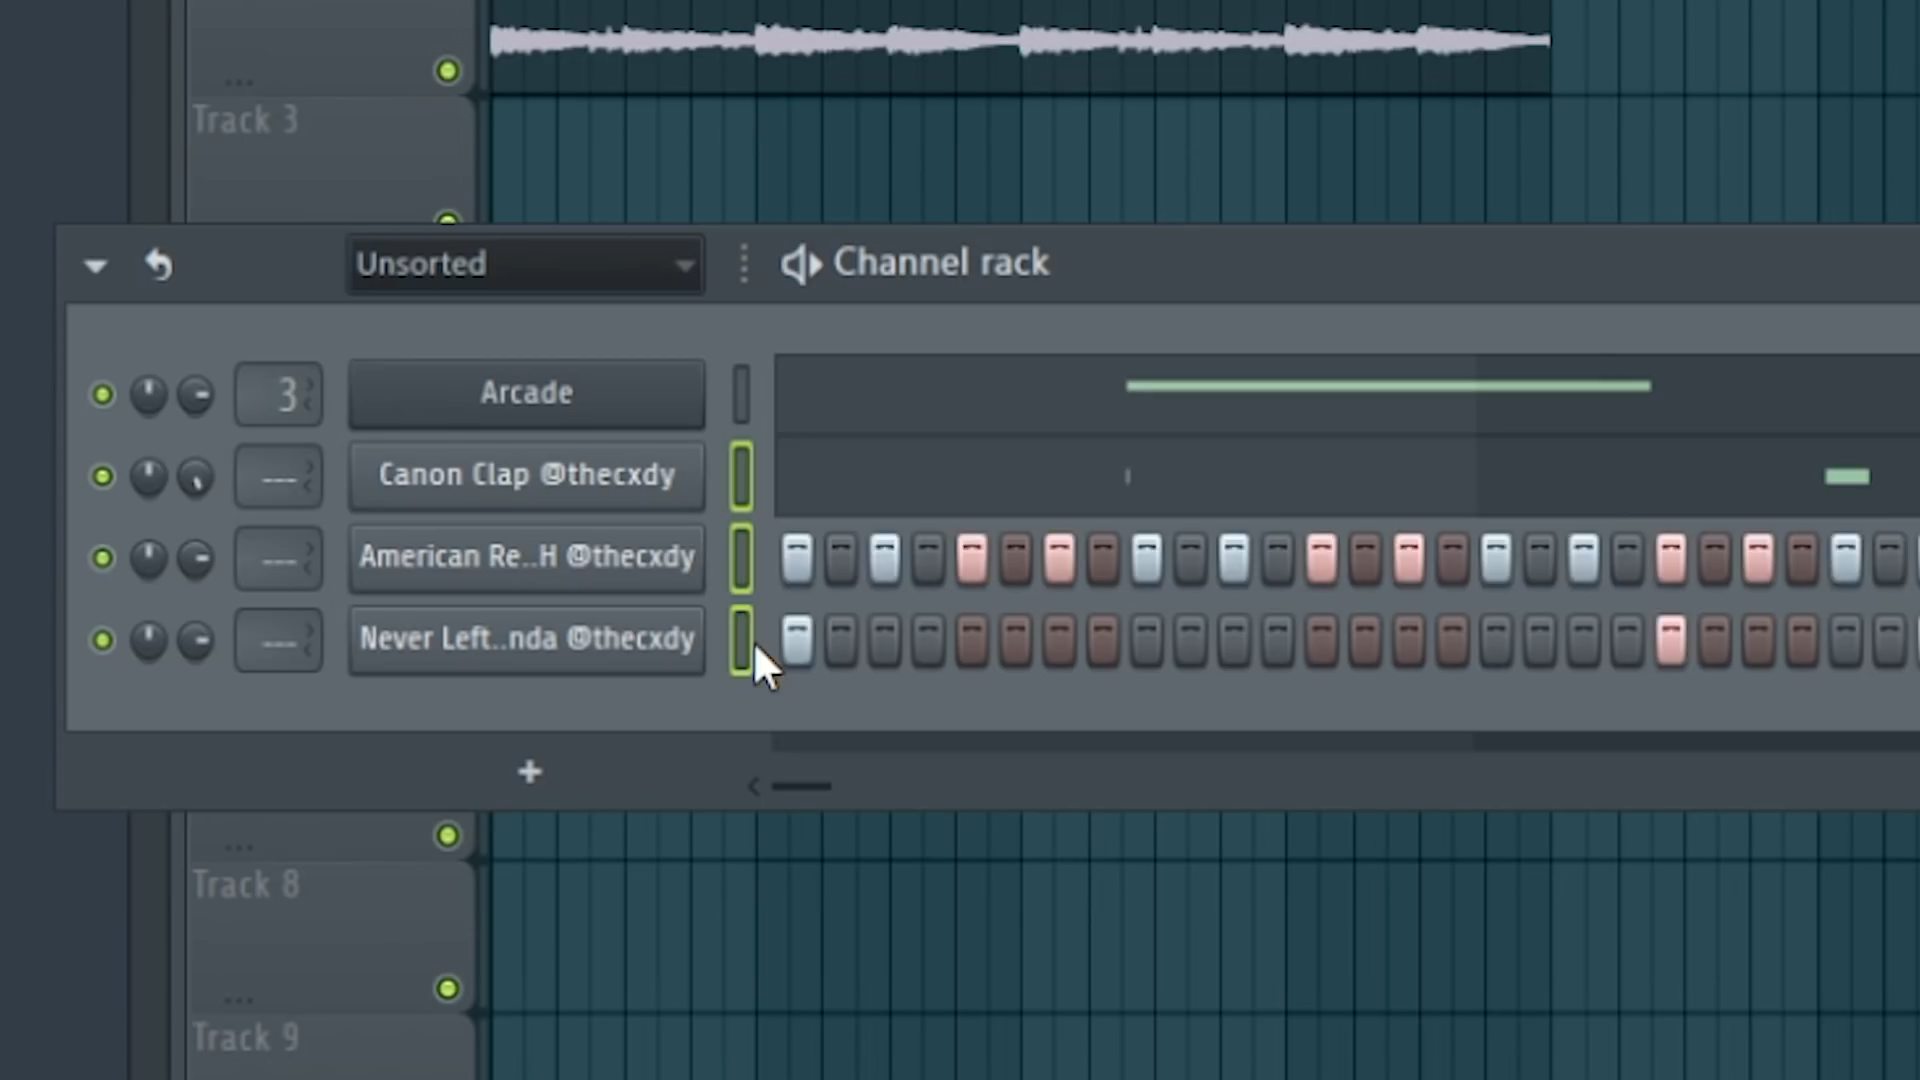 Track 3
Unsorted
Channel rack
3
Arcade
---
Canon Clap @thecxdy
---
American Re..H @thecxdy
---
Never Left..nda @thecxdy
+
Track 8
Track 9